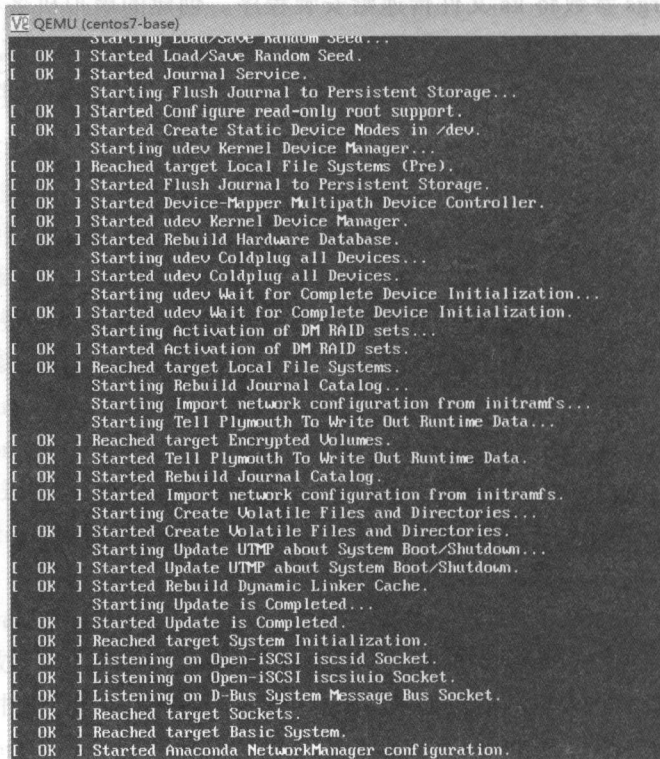 V2 QEMU (centos7-base)
Starting Load/Save Random Seed...
[ OK ] Started Load/Save Random Seed.
[ OK ] Started Journal Service.
Starting Flush Journal to Persistent Storage...
[ OK ] Started Configure read-only root support.
[ OK ] Started Create Static Device Nodes in /dev.
Starting udev Kernel Device Manager...
[ OK ] Reached target Local File Systems (Pre).
[ OK ] Started Flush Journal to Persistent Storage.
[ OK ] Started Device-Mapper Multipath Device Controller.
[ OK ] Started udev Kernel Device Manager.
[ OK ] Started Rebuild Hardware Database.
Starting udev Coldplug all Devices...
[ OK ] Started udev Coldplug all Devices.
Starting udev Wait for Complete Device Initialization...
[ OK ] Started udev Wait for Complete Device Initialization.
Starting Activation of DM RAID sets...
[ OK ] Started Activation of DM RAID sets.
[ OK ] Reached target Local File Systems.
Starting Rebuild Journal Catalog...
Starting Import network configuration from initramfs...
Starting Tell Plymouth To Write Out Runtime Data...
[ OK ] Reached target Encrypted Volumes.
[ OK ] Started Tell Plymouth To Write Out Runtime Data.
[ OK ] Started Rebuild Journal Catalog.
[ OK ] Started Import network configuration from initramfs.
Starting Create Volatile Files and Directories...
[ OK ] Started Create Volatile Files and Directories.
Starting Update UTMP about System Boot/Shutdown...
[ OK ] Started Update UTMP about System Boot/Shutdown.
[ OK ] Started Rebuild Dynamic Linker Cache.
Starting Update is Completed...
[ OK ] Started Update is Completed.
[ OK ] Reached target System Initialization.
[ OK ] Listening on Open-iSCSI iscsid Socket.
[ OK ] Listening on Open-iSCSI iscsiuio Socket.
[ OK ] Listening on D-Bus System Message Bus Socket.
[ OK ] Reached target Sockets.
[ OK ] Reached target Basic System.
[ OK ] Started Anaconda NetworkManager configuration.